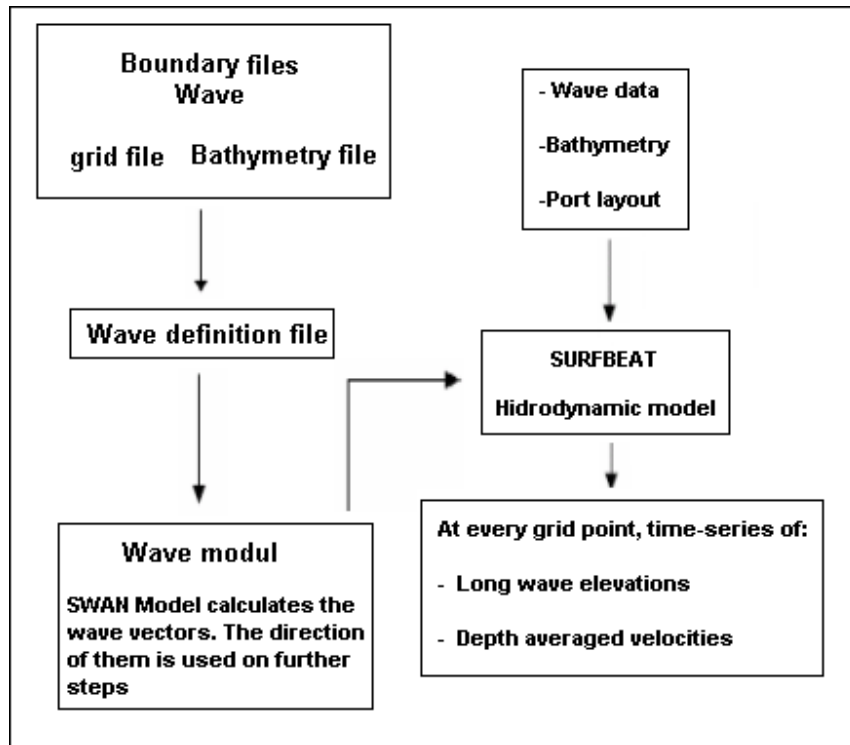 Boundary files
Wave
grid file Bathymetry file
Wave definition file
Wave modul
SWAN Model calculates the
wave vectors. The direction
of them is used on further
steps
- Wave data
-Bathymetry
-Port layout
SURFBEAT
Hidrodynamic model
At every grid point, time-series of:
- Long wave elevations
- Depth averaged velocities